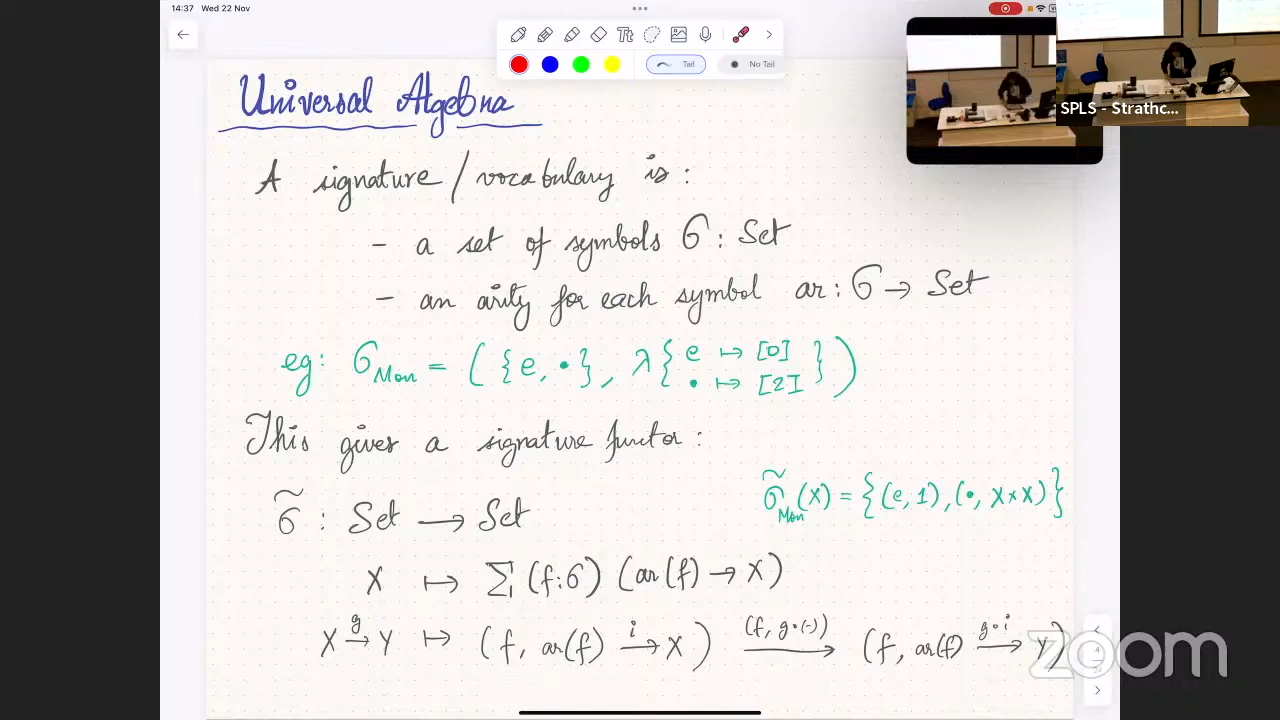 14:37 Wed 22 Nov
Tail
No Tail
SPLS - Strathc...
Universal Algebra
A signature/vocabulary is:
- a set of symbols σ : Set
- an arity for each symbol ar : σ → Set
eg: σ_Mon = ( {e, •}, λ { e ↦ [0]
• ↦ [2] } )
This gives a signature functor:
σ̃_Mon (X) = {(e, 1), (•, X×X)}
σ̃ : Set → Set
X ↦ Σ (f:σ) (ar(f) → X)
X →^g Y ↦ (f, ar(f) →^i X) →^(f, g∘(-)) (f, ar(f) →^g∘i Y)
4
zoom